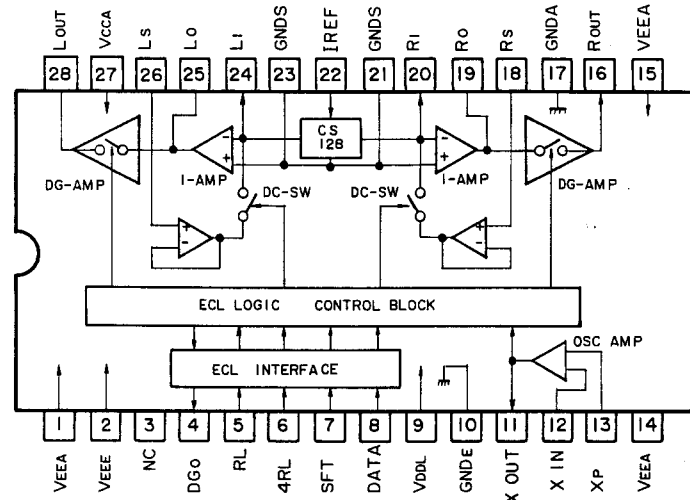 LOUT VCCA LS LO LI GNDS IREF GNDS RI RO RS GNDA ROUT VEEA
28 27 26 25 24 23 22 21 20 19 18 17 16 15
CS
128
DG-AMP I-AMP DC-SW DC-SW I-AMP DG-AMP
ECL LOGIC CONTROL BLOCK
OSC AMP
ECL INTERFACE
1 2 3 4 5 6 7 8 9 10 11 12 13 14
VEEA VEEE NC DGO RL 4RL SFT DATA VDDL GNDE X OUT X IN XP VEEA